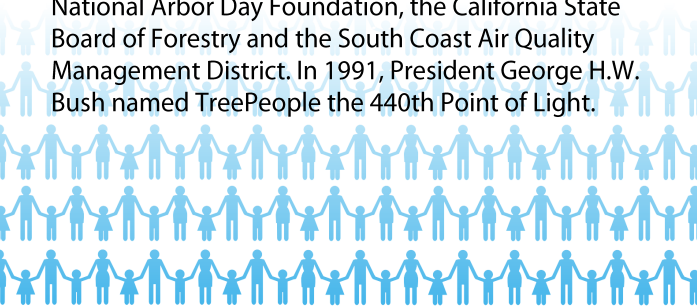 National Arbor Day Foundation, the California State
Board of Forestry and the South Coast Air Quality
Management District. In 1991, President George H.W.
Bush named TreePeople the 440th Point of Light.